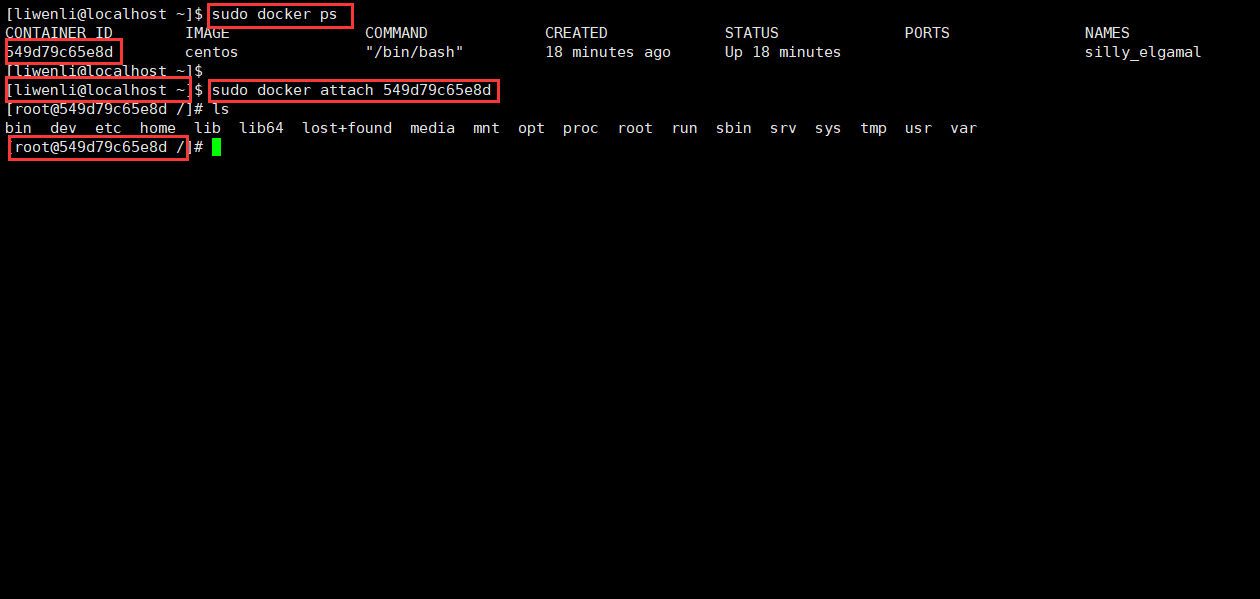 [liwenli@localhost ~]$ sudo docker ps
CONTAINER ID        IMAGE               COMMAND             CREATED             STATUS              PORTS               NAMES
549d79c65e8d        centos              "/bin/bash"         18 minutes ago      Up 18 minutes                           silly_elgamal
[liwenli@localhost ~]$
[liwenli@localhost ~]$ sudo docker attach 549d79c65e8d
[root@549d79c65e8d /]# ls
bin  dev  etc  home  lib  lib64  lost+found  media  mnt  opt  proc  root  run  sbin  srv  sys  tmp  usr  var
[root@549d79c65e8d /]#